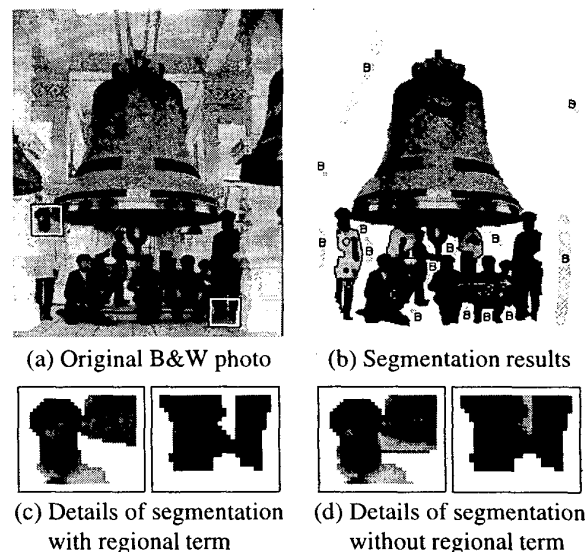 B
B
B
B
B
B
B
B
B
B
B
B
B
(a) Original B&W photo
(b) Segmentation results
(c) Details of segmentation
with regional term
(d) Details of segmentation
without regional term